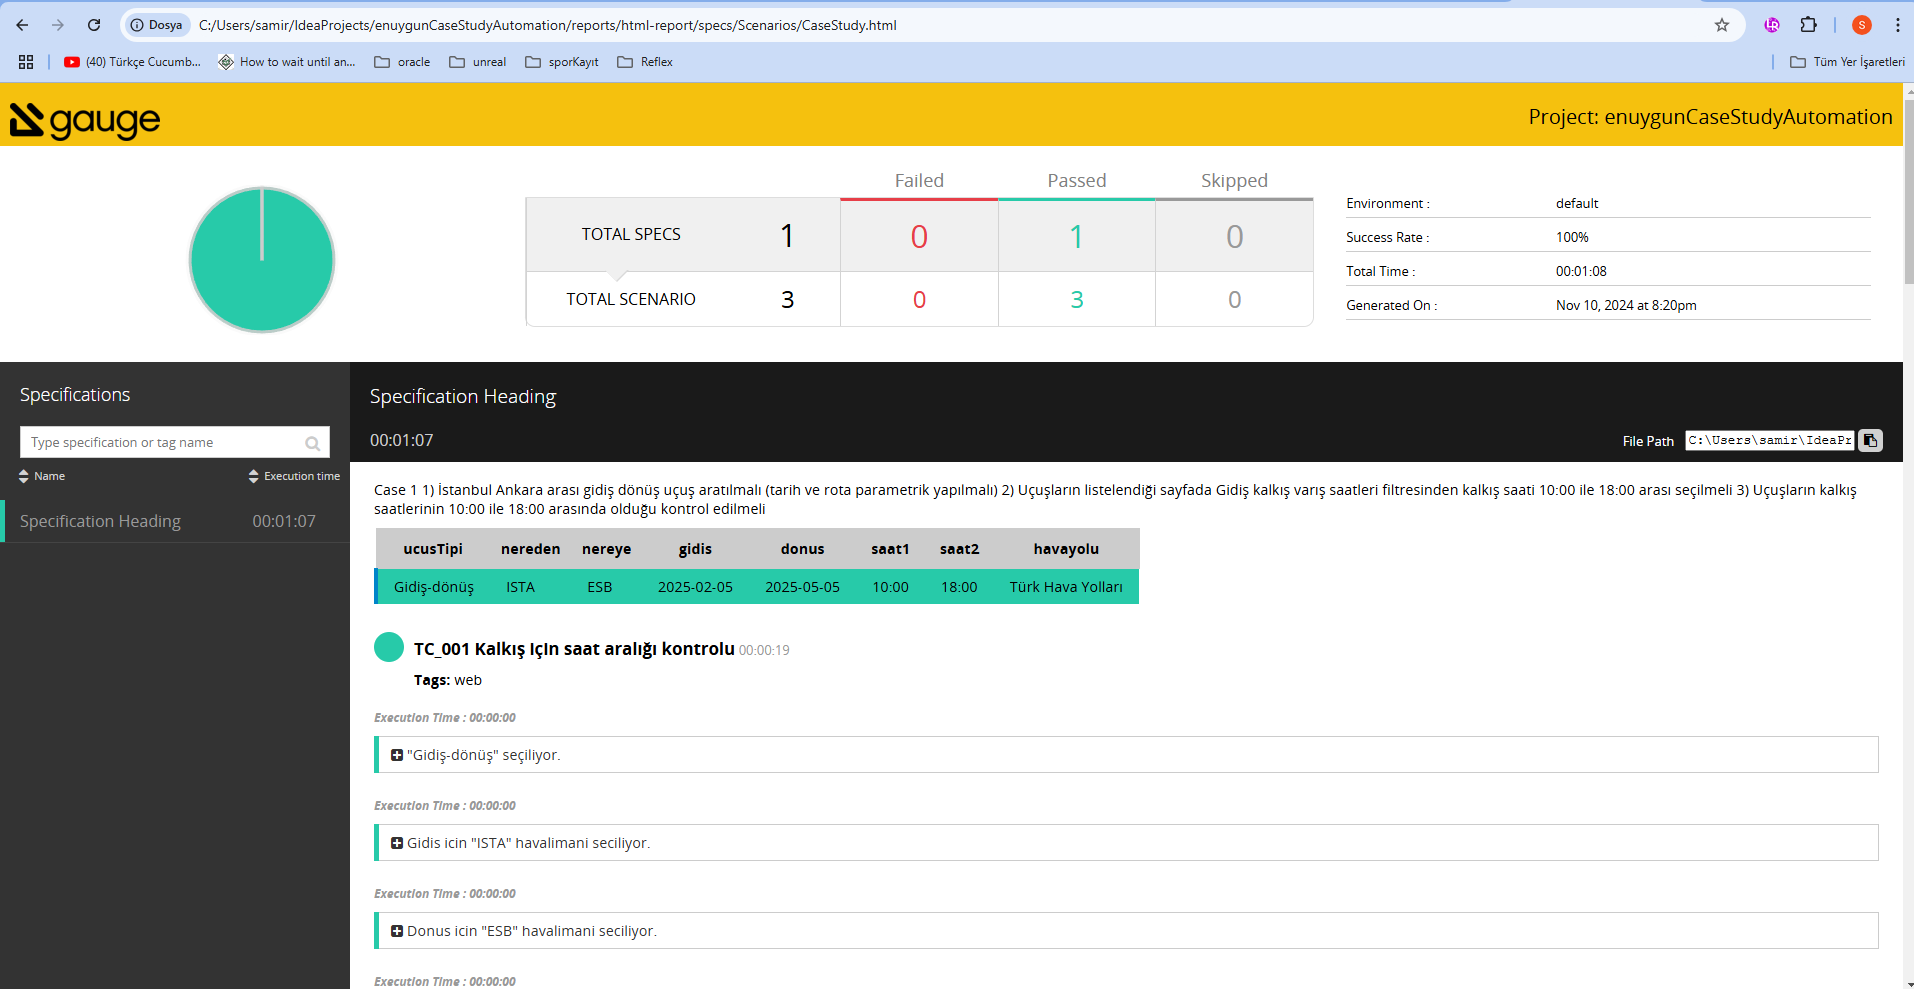 Dosya C:/Users/samir/IdeaProjects/enuygunCaseStudyAutomation/reports/html-report/specs/Scenarios/CaseStudy.html S
(40) Türkçe Cucumb... How to wait until an... oracle unreal sporKayıt Reflex Tüm Yer İşaretleri
gauge
Project: enuygunCaseStudyAutomation
Failed Passed Skipped
TOTAL SPECS 1 0 1 0
TOTAL SCENARIO 3 0 3 0
Environment : default
Success Rate : 100%
Total Time : 00:01:08
Generated On : Nov 10, 2024 at 8:20pm
Specifications
Type specification or tag name
Name Execution time
Specification Heading 00:01:07
Specification Heading
00:01:07
File Path C:\Users\samir\IdeaPr
Case 1 1) İstanbul Ankara arası gidiş dönüş uçuş aratılmalı (tarih ve rota parametrik yapılmalı) 2) Uçuşların listelendiği sayfada Gidiş kalkış varış saatleri filtresinden kalkış saati 10:00 ile 18:00 arası seçilmeli 3) Uçuşların kalkış
saatlerinin 10:00 ile 18:00 arasında olduğu kontrol edilmeli
ucusTipi nereden nereye gidis donus saat1 saat2 havayolu
Gidiş-dönüş ISTA ESB 2025-02-05 2025-05-05 10:00 18:00 Türk Hava Yolları
TC_001 Kalkış için saat aralığı kontrolu 00:00:19
Tags: web
Execution Time : 00:00:00
"Gidiş-dönüş" seçiliyor.
Execution Time : 00:00:00
Gidis icin "ISTA" havalimani seciliyor.
Execution Time : 00:00:00
Donus icin "ESB" havalimani seciliyor.
Execution Time : 00:00:00